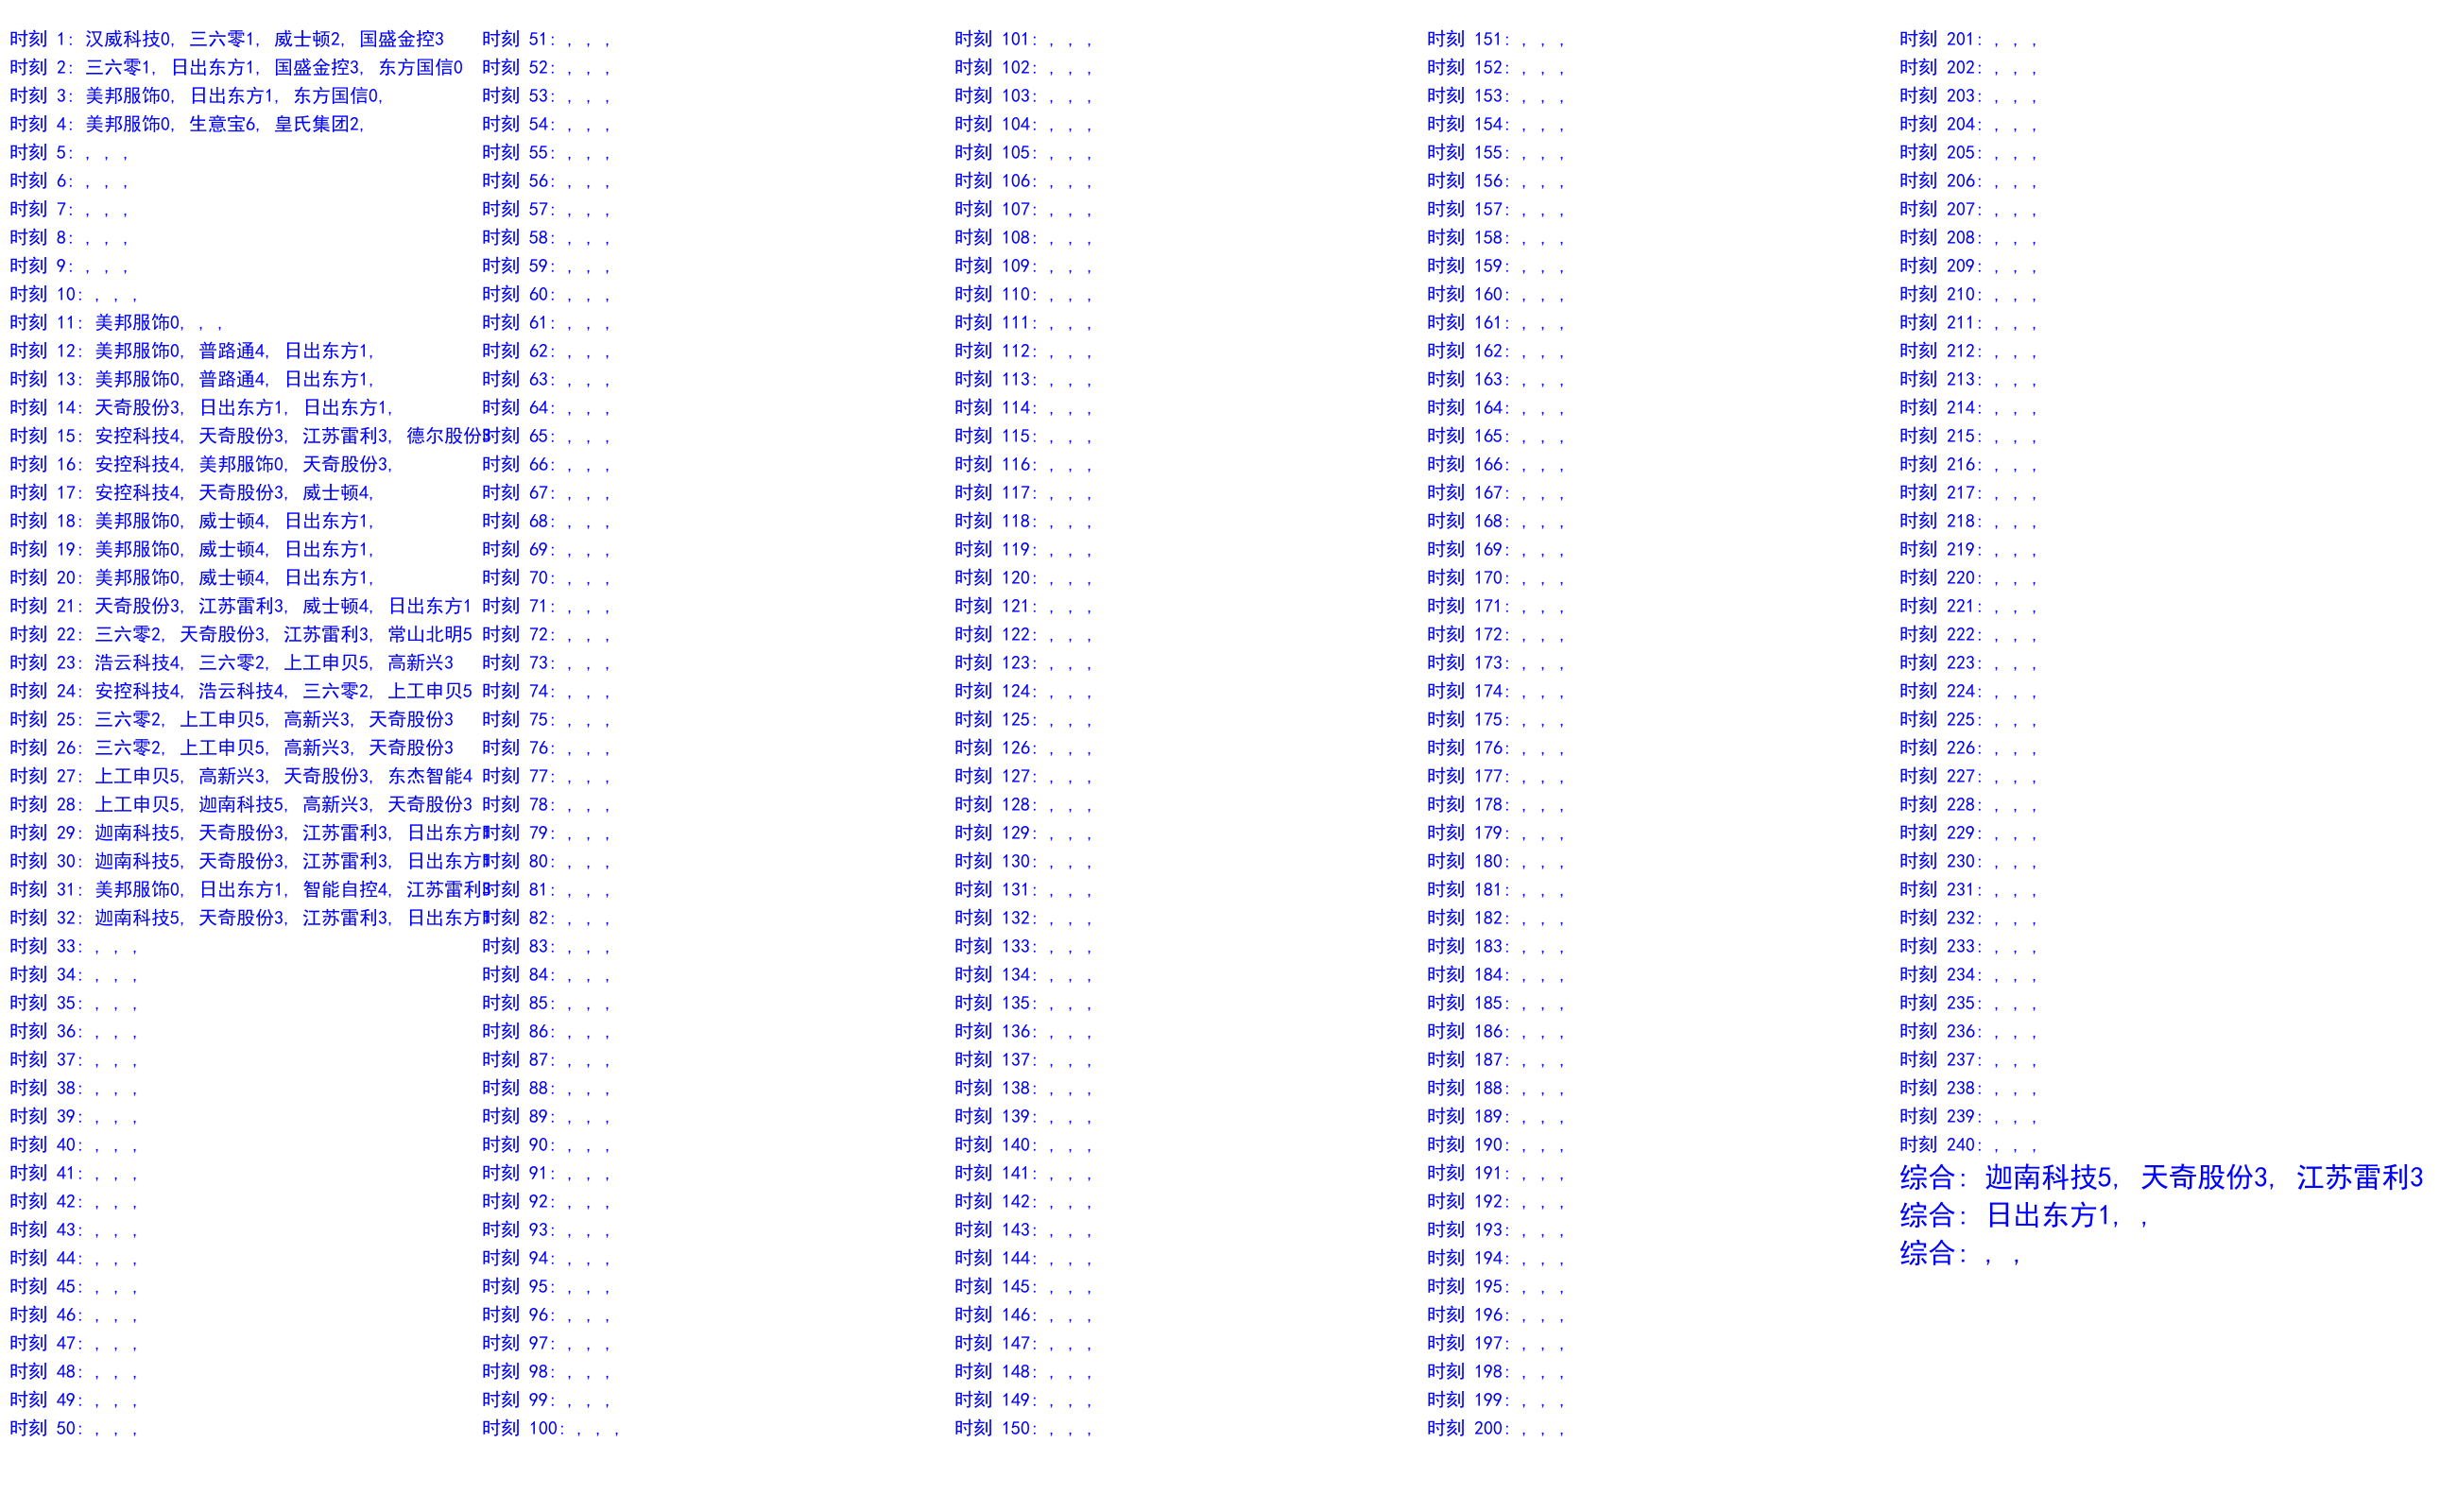 时刻 1: 汉威科技0, 三六零1, 威士顿2, 国盛金控3
时刻 2: 三六零1, 日出东方1, 国盛金控3, 东方国信0
时刻 3: 美邦服饰0, 日出东方1, 东方国信0,
时刻 4: 美邦服饰0, 生意宝6, 皇氏集团2,
时刻 5: , , ,
时刻 6: , , ,
时刻 7: , , ,
时刻 8: , , ,
时刻 9: , , ,
时刻 10: , , ,
时刻 11: 美邦服饰0, , ,
时刻 12: 美邦服饰0, 普路通4, 日出东方1,
时刻 13: 美邦服饰0, 普路通4, 日出东方1,
时刻 14: 天奇股份3, 日出东方1, 日出东方1,
时刻 15: 安控科技4, 天奇股份3, 江苏雷利3, 德尔股份3
时刻 16: 安控科技4, 美邦服饰0, 天奇股份3,
时刻 17: 安控科技4, 天奇股份3, 威士顿4,
时刻 18: 美邦服饰0, 威士顿4, 日出东方1,
时刻 19: 美邦服饰0, 威士顿4, 日出东方1,
时刻 20: 美邦服饰0, 威士顿4, 日出东方1,
时刻 21: 天奇股份3, 江苏雷利3, 威士顿4, 日出东方1
时刻 22: 三六零2, 天奇股份3, 江苏雷利3, 常山北明5
时刻 23: 浩云科技4, 三六零2, 上工申贝5, 高新兴3
时刻 24: 安控科技4, 浩云科技4, 三六零2, 上工申贝5
时刻 25: 三六零2, 上工申贝5, 高新兴3, 天奇股份3
时刻 26: 三六零2, 上工申贝5, 高新兴3, 天奇股份3
时刻 27: 上工申贝5, 高新兴3, 天奇股份3, 东杰智能4
时刻 28: 上工申贝5, 迦南科技5, 高新兴3, 天奇股份3
时刻 29: 迦南科技5, 天奇股份3, 江苏雷利3, 日出东方1
时刻 30: 迦南科技5, 天奇股份3, 江苏雷利3, 日出东方1
时刻 31: 美邦服饰0, 日出东方1, 智能自控4, 江苏雷利3
时刻 32: 迦南科技5, 天奇股份3, 江苏雷利3, 日出东方1
时刻 33: , , ,
时刻 34: , , ,
时刻 35: , , ,
时刻 36: , , ,
时刻 37: , , ,
时刻 38: , , ,
时刻 39: , , ,
时刻 40: , , ,
时刻 41: , , ,
时刻 42: , , ,
时刻 43: , , ,
时刻 44: , , ,
时刻 45: , , ,
时刻 46: , , ,
时刻 47: , , ,
时刻 48: , , ,
时刻 49: , , ,
时刻 50: , , ,
时刻 51: , , ,
时刻 52: , , ,
时刻 53: , , ,
时刻 54: , , ,
时刻 55: , , ,
时刻 56: , , ,
时刻 57: , , ,
时刻 58: , , ,
时刻 59: , , ,
时刻 60: , , ,
时刻 61: , , ,
时刻 62: , , ,
时刻 63: , , ,
时刻 64: , , ,
时刻 65: , , ,
时刻 66: , , ,
时刻 67: , , ,
时刻 68: , , ,
时刻 69: , , ,
时刻 70: , , ,
时刻 71: , , ,
时刻 72: , , ,
时刻 73: , , ,
时刻 74: , , ,
时刻 75: , , ,
时刻 76: , , ,
时刻 77: , , ,
时刻 78: , , ,
时刻 79: , , ,
时刻 80: , , ,
时刻 81: , , ,
时刻 82: , , ,
时刻 83: , , ,
时刻 84: , , ,
时刻 85: , , ,
时刻 86: , , ,
时刻 87: , , ,
时刻 88: , , ,
时刻 89: , , ,
时刻 90: , , ,
时刻 91: , , ,
时刻 92: , , ,
时刻 93: , , ,
时刻 94: , , ,
时刻 95: , , ,
时刻 96: , , ,
时刻 97: , , ,
时刻 98: , , ,
时刻 99: , , ,
时刻 100: , , ,
时刻 101: , , ,
时刻 102: , , ,
时刻 103: , , ,
时刻 104: , , ,
时刻 105: , , ,
时刻 106: , , ,
时刻 107: , , ,
时刻 108: , , ,
时刻 109: , , ,
时刻 110: , , ,
时刻 111: , , ,
时刻 112: , , ,
时刻 113: , , ,
时刻 114: , , ,
时刻 115: , , ,
时刻 116: , , ,
时刻 117: , , ,
时刻 118: , , ,
时刻 119: , , ,
时刻 120: , , ,
时刻 121: , , ,
时刻 122: , , ,
时刻 123: , , ,
时刻 124: , , ,
时刻 125: , , ,
时刻 126: , , ,
时刻 127: , , ,
时刻 128: , , ,
时刻 129: , , ,
时刻 130: , , ,
时刻 131: , , ,
时刻 132: , , ,
时刻 133: , , ,
时刻 134: , , ,
时刻 135: , , ,
时刻 136: , , ,
时刻 137: , , ,
时刻 138: , , ,
时刻 139: , , ,
时刻 140: , , ,
时刻 141: , , ,
时刻 142: , , ,
时刻 143: , , ,
时刻 144: , , ,
时刻 145: , , ,
时刻 146: , , ,
时刻 147: , , ,
时刻 148: , , ,
时刻 149: , , ,
时刻 150: , , ,
时刻 151: , , ,
时刻 152: , , ,
时刻 153: , , ,
时刻 154: , , ,
时刻 155: , , ,
时刻 156: , , ,
时刻 157: , , ,
时刻 158: , , ,
时刻 159: , , ,
时刻 160: , , ,
时刻 161: , , ,
时刻 162: , , ,
时刻 163: , , ,
时刻 164: , , ,
时刻 165: , , ,
时刻 166: , , ,
时刻 167: , , ,
时刻 168: , , ,
时刻 169: , , ,
时刻 170: , , ,
时刻 171: , , ,
时刻 172: , , ,
时刻 173: , , ,
时刻 174: , , ,
时刻 175: , , ,
时刻 176: , , ,
时刻 177: , , ,
时刻 178: , , ,
时刻 179: , , ,
时刻 180: , , ,
时刻 181: , , ,
时刻 182: , , ,
时刻 183: , , ,
时刻 184: , , ,
时刻 185: , , ,
时刻 186: , , ,
时刻 187: , , ,
时刻 188: , , ,
时刻 189: , , ,
时刻 190: , , ,
时刻 191: , , ,
时刻 192: , , ,
时刻 193: , , ,
时刻 194: , , ,
时刻 195: , , ,
时刻 196: , , ,
时刻 197: , , ,
时刻 198: , , ,
时刻 199: , , ,
时刻 200: , , ,
时刻 201: , , ,
时刻 202: , , ,
时刻 203: , , ,
时刻 204: , , ,
时刻 205: , , ,
时刻 206: , , ,
时刻 207: , , ,
时刻 208: , , ,
时刻 209: , , ,
时刻 210: , , ,
时刻 211: , , ,
时刻 212: , , ,
时刻 213: , , ,
时刻 214: , , ,
时刻 215: , , ,
时刻 216: , , ,
时刻 217: , , ,
时刻 218: , , ,
时刻 219: , , ,
时刻 220: , , ,
时刻 221: , , ,
时刻 222: , , ,
时刻 223: , , ,
时刻 224: , , ,
时刻 225: , , ,
时刻 226: , , ,
时刻 227: , , ,
时刻 228: , , ,
时刻 229: , , ,
时刻 230: , , ,
时刻 231: , , ,
时刻 232: , , ,
时刻 233: , , ,
时刻 234: , , ,
时刻 235: , , ,
时刻 236: , , ,
时刻 237: , , ,
时刻 238: , , ,
时刻 239: , , ,
时刻 240: , , ,
综合: 迦南科技5, 天奇股份3, 江苏雷利3
综合: 日出东方1, ,
综合: , ,